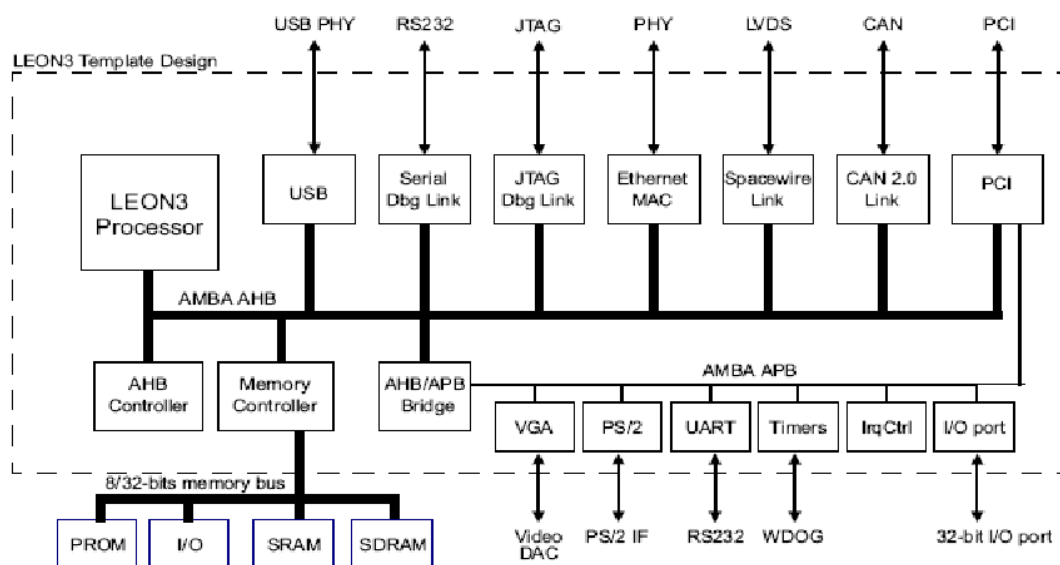 USB PHY RS232 JTAG PHY LVDS CAN PCI
LEON3 Template Design
LEON3
Processor
USB
Serial
Dbg Link
JTAG
Dbg Link
Ethernet
MAC
Spacewire
Link
CAN 2.0
Link
PCI
AMBA AHB
AHB
Controller
Memory
Controller
AHB/APB
Bridge
AMBA APB
VGA PS/2 UART Timers IrqCtrl I/O port
8/32-bits memory bus
PROM I/O SRAM SDRAM
Video
DAC
PS/2 IF RS232 WDOG 32-bit I/O port